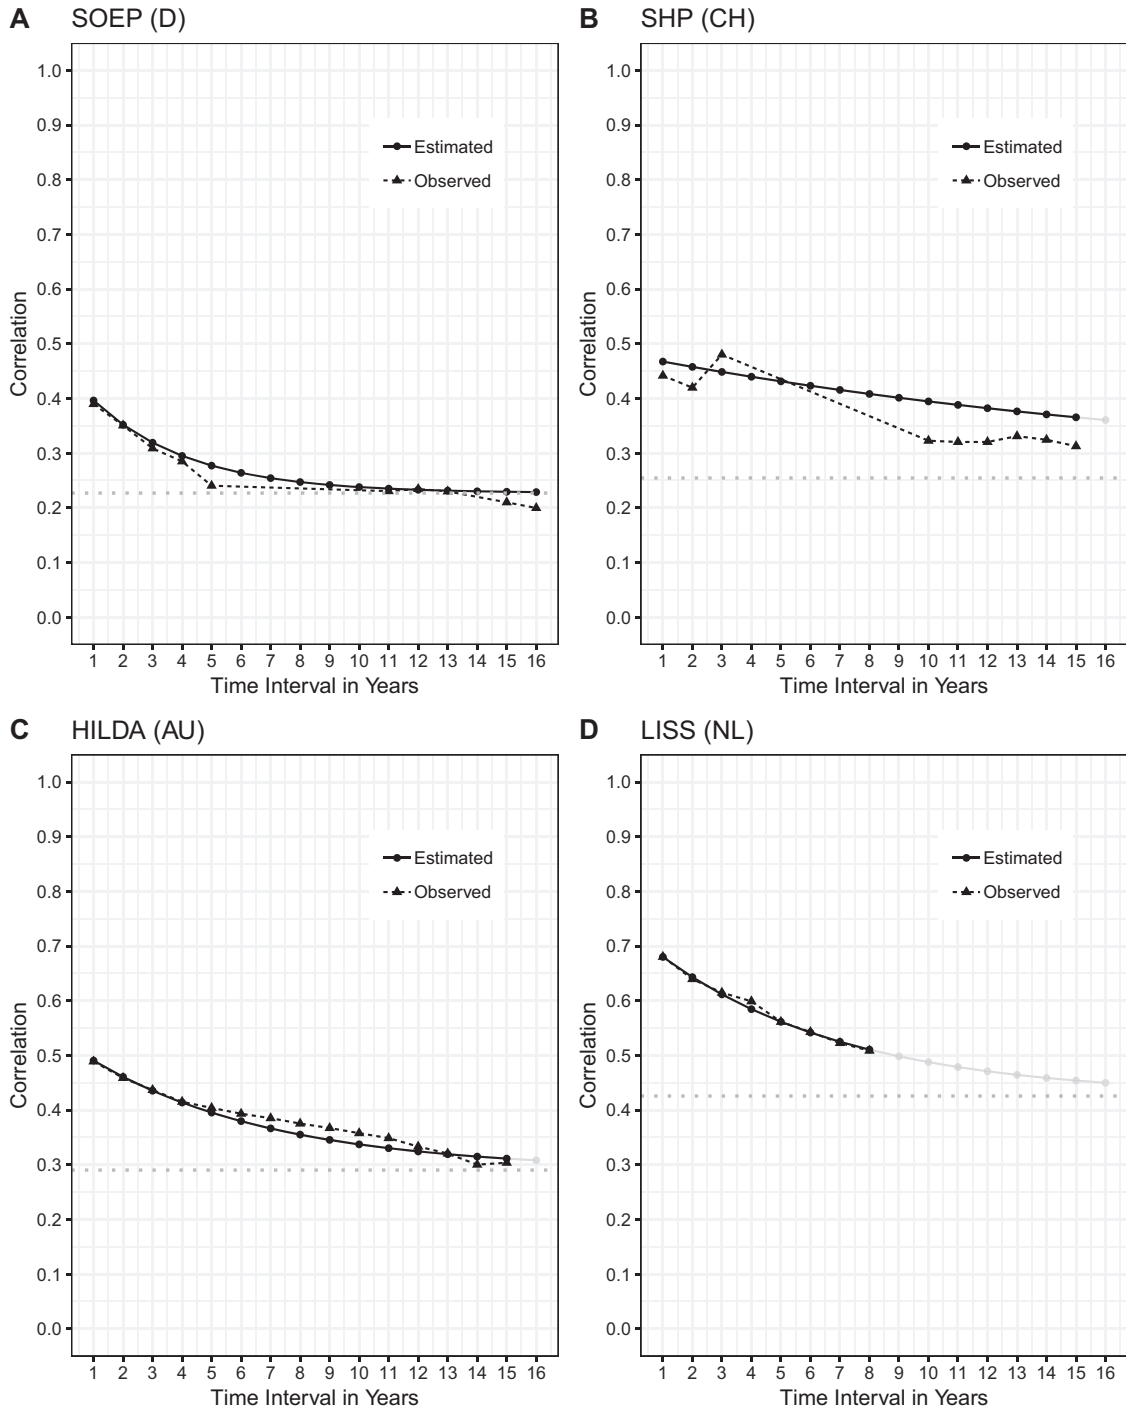 A SOEP (D)
1.0
0.9
0.8
0.7
0.6
0.5
0.4
0.3
0.2
0.1
0.0
Correlation
Estimated
Observed
1 2 3 4 5 6 7 8 9 10 11 12 13 14 15 16
Time Interval in Years
B SHP (CH)
1.0
0.9
0.8
0.7
0.6
0.5
0.4
0.3
0.2
0.1
0.0
Correlation
Estimated
Observed
1 2 3 4 5 6 7 8 9 10 11 12 13 14 15 16
Time Interval in Years
C HILDA (AU)
1.0
0.9
0.8
0.7
0.6
0.5
0.4
0.3
0.2
0.1
0.0
Correlation
Estimated
Observed
1 2 3 4 5 6 7 8 9 10 11 12 13 14 15 16
Time Interval in Years
D LISS (NL)
1.0
0.9
0.8
0.7
0.6
0.5
0.4
0.3
0.2
0.1
0.0
Correlation
Estimated
Observed
1 2 3 4 5 6 7 8 9 10 11 12 13 14 15 16
Time Interval in Years